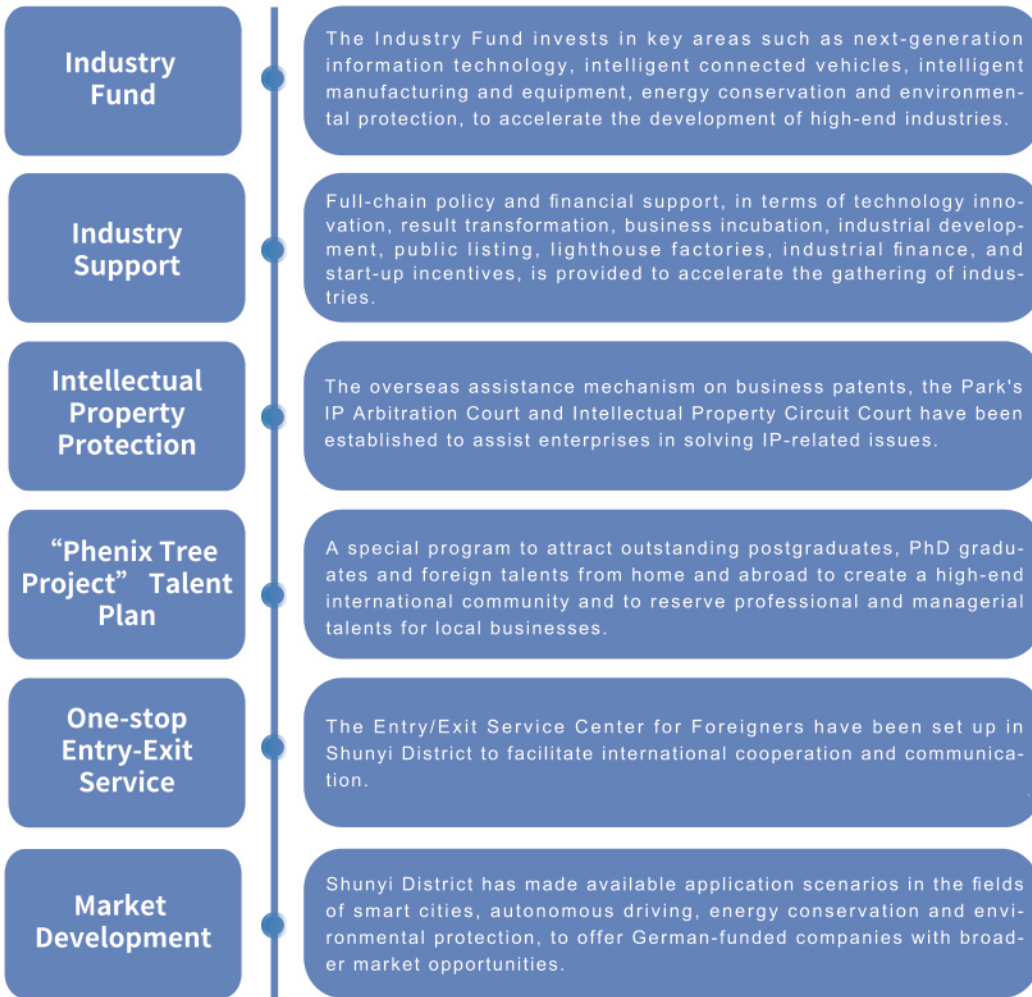 Industry
Fund
The Industry Fund invests in key areas such as next-generation
information technology, intelligent connected vehicles, intelligent
manufacturing and equipment, energy conservation and environmen-
tal protection, to accelerate the development of high-end industries.
Industry
Support
Full-chain policy and financial support, in terms of technology inno-
vation, result transformation, business incubation, industrial develop-
ment, public listing, lighthouse factories, industrial finance, and
start-up incentives, is provided to accelerate the gathering of indus-
tries.
Intellectual
Property
Protection
The overseas assistance mechanism on business patents, the Park's
IP Arbitration Court and Intellectual Property Circuit Court have been
established to assist enterprises in solving IP-related issues.
“Phenix Tree
Project” Talent
Plan
A special program to attract outstanding postgraduates, PhD gradu-
ates and foreign talents from home and abroad to create a high-end
international community and to reserve professional and managerial
talents for local businesses.
One-stop
Entry-Exit
Service
The Entry/Exit Service Center for Foreigners have been set up in
Shunyi District to facilitate international cooperation and communica-
tion.
Market
Development
Shunyi District has made available application scenarios in the fields
of smart cities, autonomous driving, energy conservation and envi-
ronmental protection, to offer German-funded companies with broad-
er market opportunities.